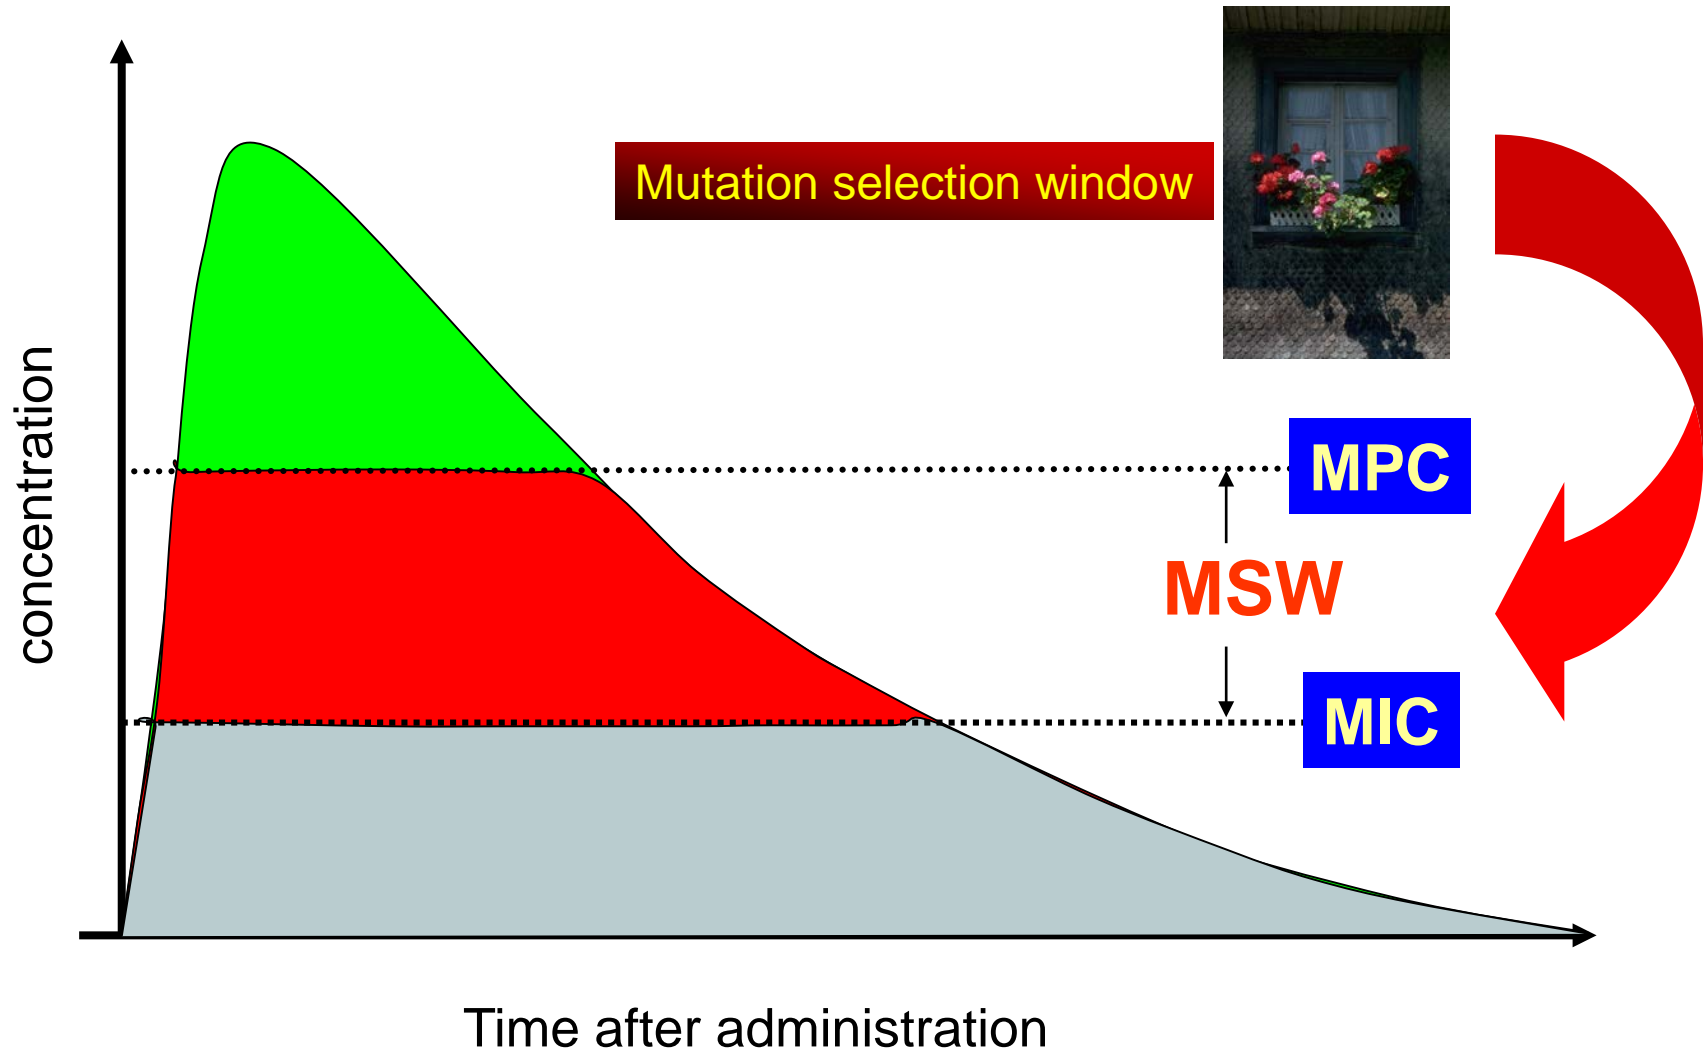 Mutation selection window
concentration
MPC
MSW
MIC
Time after administration